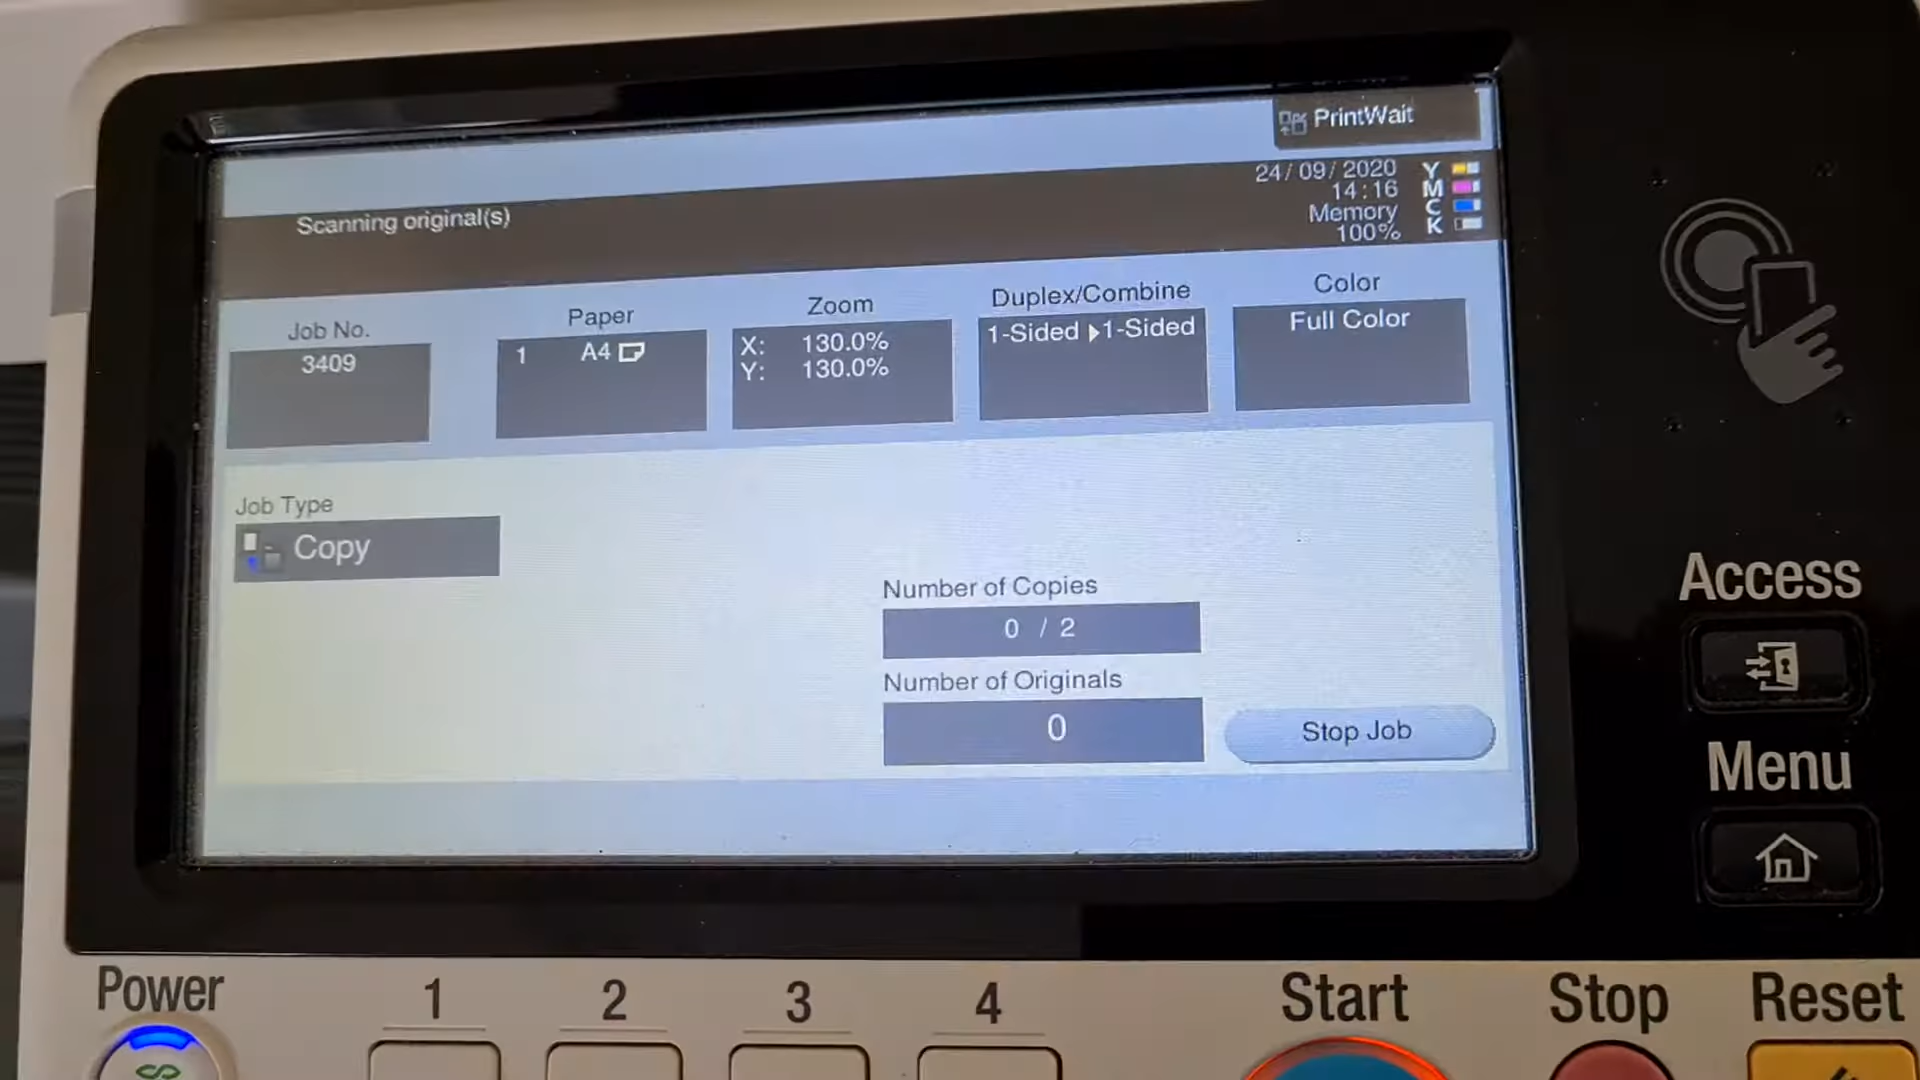 PrintWait
24/09/2020
14:16
Memory
100%
Y
M
C
K
Scanning original(s)
Job No.
3409
Paper
1 A4
Zoom
X: 130.0%
Y: 130.0%
Duplex/Combine
1-Sided ▶1-Sided
Color
Full Color
Job Type
Copy
Number of Copies
0 / 2
Number of Originals
0
Stop Job
Access
Menu
Power
1
2
3
4
Start
Stop
Reset